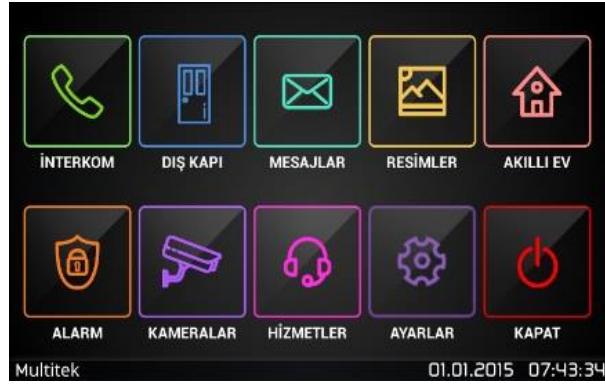 İNTERKOM DIŞ KAPI MESAJLAR RESİMLER AKILLI EV
ALARM KAMERALAR HİZMETLER AYARLAR KAPAT
Multitek 01.01.2015 07:43:34